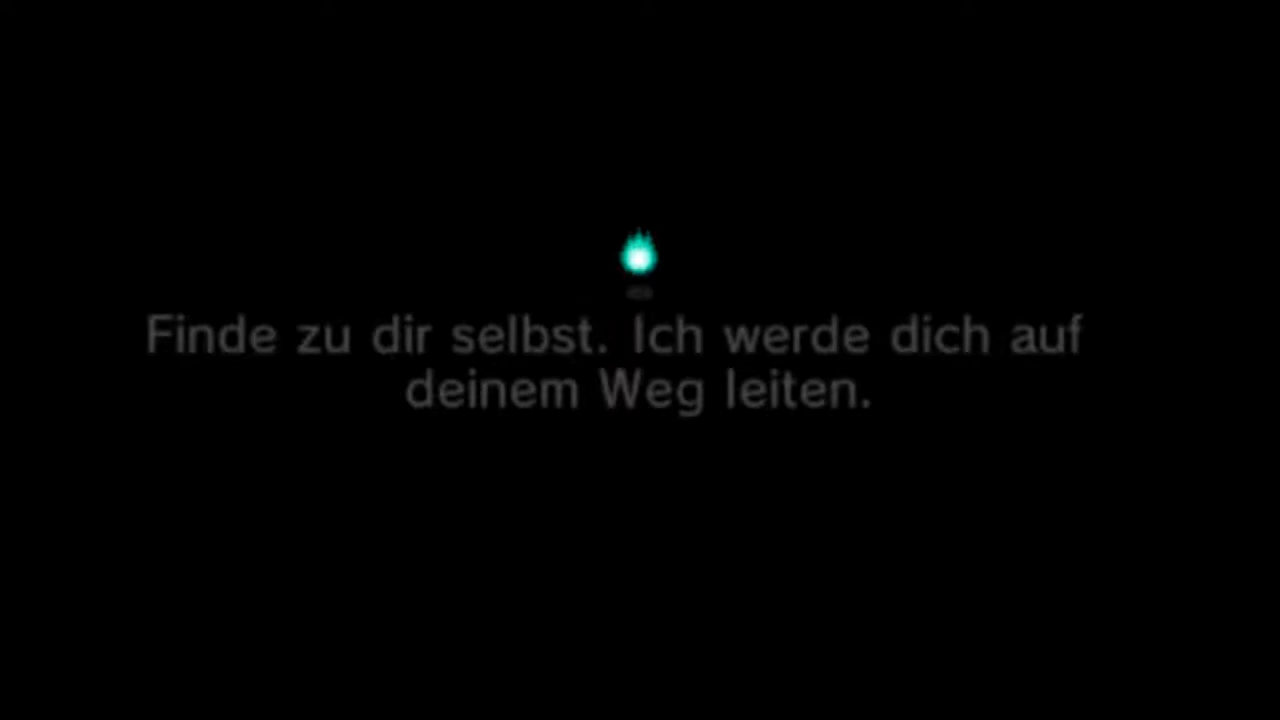 Finde zu dir selbst. Ich werde dich auf
deinem Weg leiten.